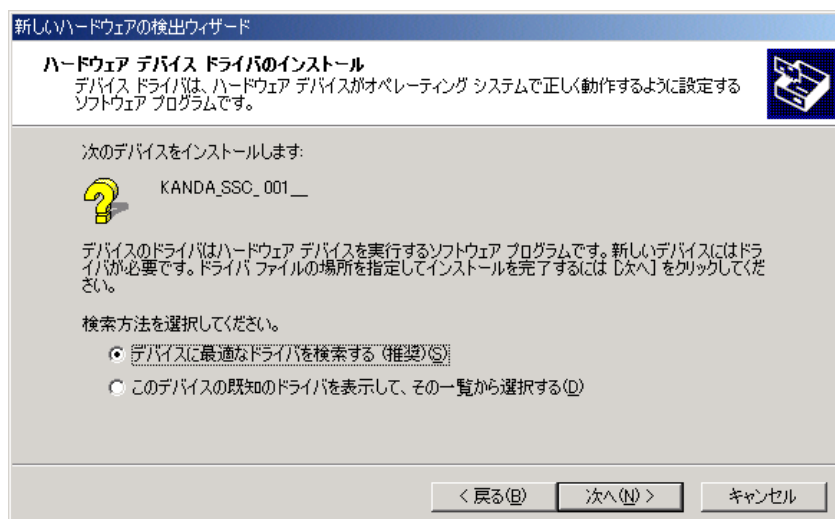 新しいハードウェアの検出ウィザード
ハードウェア デバイス ドライバのインストール
デバイス ドライバは、ハードウェア デバイスがオペレーティング システムで正しく動作するように設定する
ソフトウェア プログラムです。
次のデバイスをインストールします:
KANDA_SSC_ 001__
デバイスのドライバはハードウェア デバイスを実行するソフトウェア プログラムです。新しいデバイスにはドラ
イバが必要です。ドライバ ファイルの場所を指定してインストールを完了するには [次へ] をクリックしてくだ
さい。
検索方法を選択してください。
デバイスに最適なドライバを検索する (推奨)(S)
このデバイスの既知のドライバを表示して、その一覧から選択する(D)
< 戻る(B) 次へ(N) > キャンセル